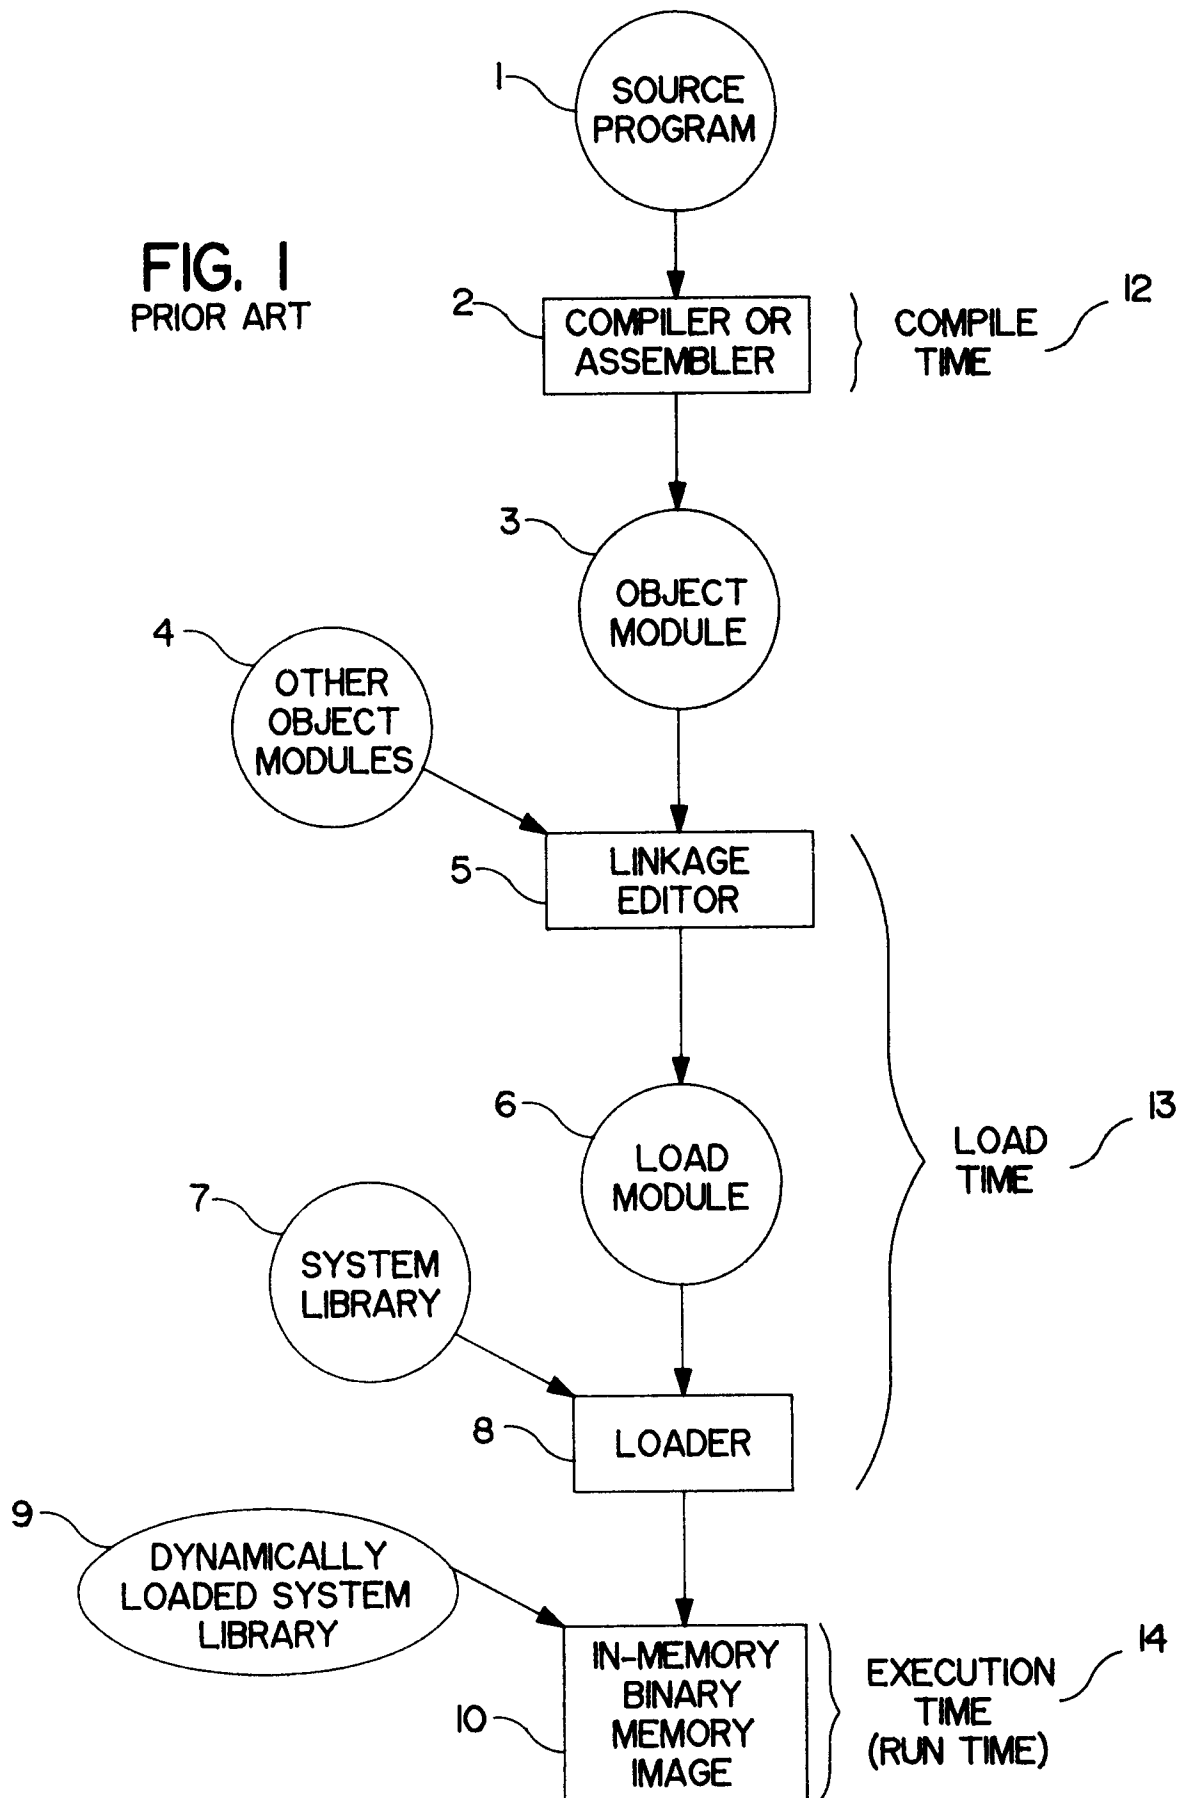 1
SOURCE
PROGRAM
FIG. 1
PRIOR ART
2
COMPILER OR
ASSEMBLER
COMPILE
TIME
12
3
OBJECT
MODULE
4
OTHER
OBJECT
MODULES
5
LINKAGE
EDITOR
6
LOAD
MODULE
LOAD
TIME
13
7
SYSTEM
LIBRARY
8
LOADER
9
DYNAMICALLY
LOADED SYSTEM
LIBRARY
10
IN-MEMORY
BINARY
MEMORY
IMAGE
EXECUTION
TIME
(RUN TIME)
14